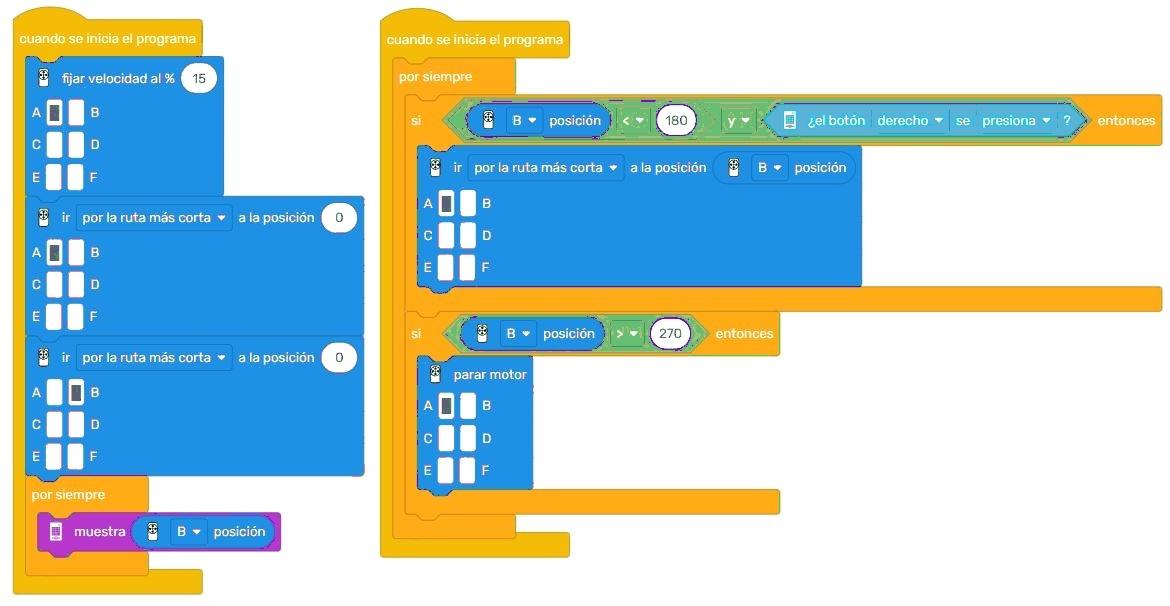 cuando se inicia el programa
fijar velocidad al % 15
A B
C D
E F
ir por la ruta más corta a la posición 0
A B
C D
E F
ir por la ruta más corta a la posición 0
A B
C D
E F
por siempre
muestra B posición
cuando se inicia el programa
por siempre
si B posición < 180 y ¿el botón derecho se presiona ? entonces
ir por la ruta más corta a la posición B posición
A B
C D
E F
si B posición > 270 entonces
parar motor
A B
C D
E F